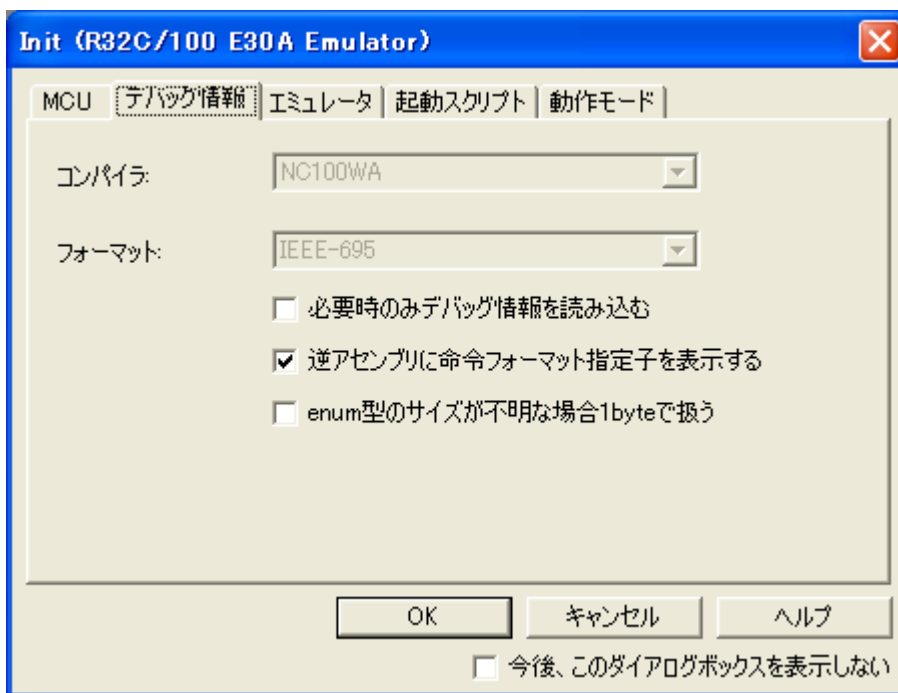 Init (R32C/100 E30A Emulator)
MCU デバッグ情報 エミュレータ 起動スクリプト 動作モード
コンパイラ: NC100WA
フォーマット: IEEE-695
必要時のみデバッグ情報を読み込む
逆アセンブリに命令フォーマット指定子を表示する
enum型のサイズが不明な場合1byteで扱う
OK キャンセル ヘルプ
今後、このダイアログボックスを表示しない